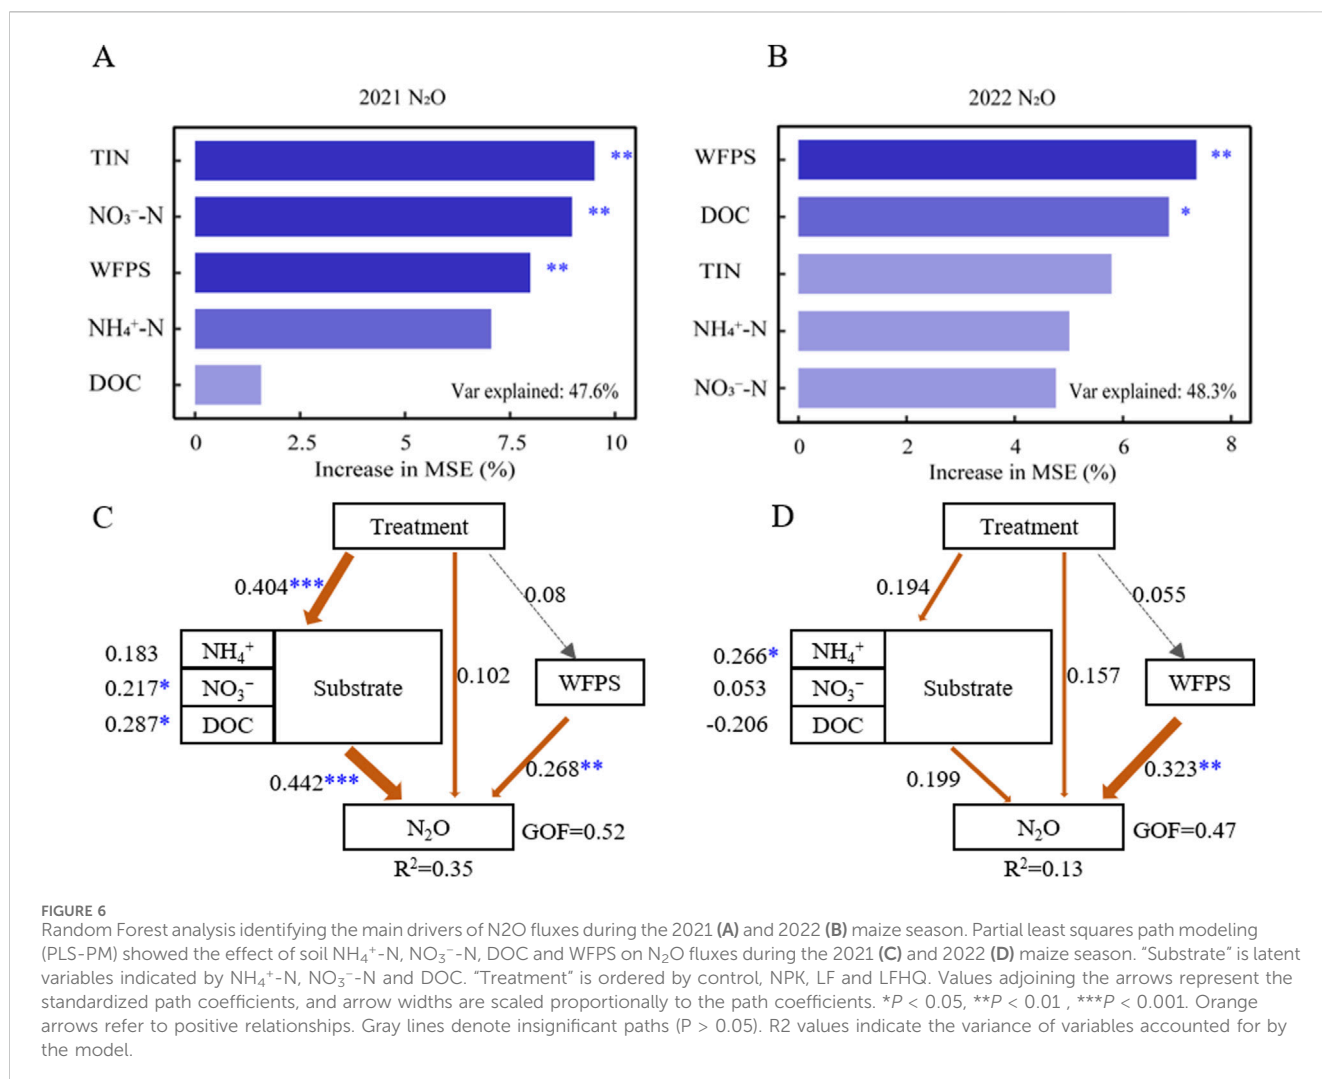 A
B
2021 N₂O
2022 N₂O
TIN
**
NO₃⁻-N
**
WFPS
**
NH₄⁺-N
DOC
Var explained: 47.6%
0 2.5 5 7.5 10
Increase in MSE (%)
WFPS
**
DOC
*
TIN
NH₄⁺-N
NO₃⁻-N
Var explained: 48.3%
0 2 4 6 8
Increase in MSE (%)
C
Treatment
0.404***
0.08
0.183
NH₄⁺
0.217*
NO₃⁻
0.287*
DOC
Substrate
0.102
WFPS
0.442***
0.268**
N₂O
GOF=0.52
R²=0.35
D
Treatment
0.194
0.055
0.266*
NH₄⁺
0.053
NO₃⁻
-0.206
DOC
Substrate
0.157
WFPS
0.199
0.323**
N₂O
GOF=0.47
R²=0.13
FIGURE 6
Random Forest analysis identifying the main drivers of N2O fluxes during the 2021 (A) and 2022 (B) maize season. Partial least squares path modeling
(PLS-PM) showed the effect of soil NH₄⁺-N, NO₃⁻-N, DOC and WFPS on N₂O fluxes during the 2021 (C) and 2022 (D) maize season. “Substrate” is latent
variables indicated by NH₄⁺-N, NO₃⁻-N and DOC. “Treatment” is ordered by control, NPK, LF and LFHQ. Values adjoining the arrows represent the
standardized path coefficients, and arrow widths are scaled proportionally to the path coefficients. *P < 0.05, **P < 0.01 , ***P < 0.001. Orange
arrows refer to positive relationships. Gray lines denote insignificant paths (P > 0.05). R2 values indicate the variance of variables accounted for by
the model.